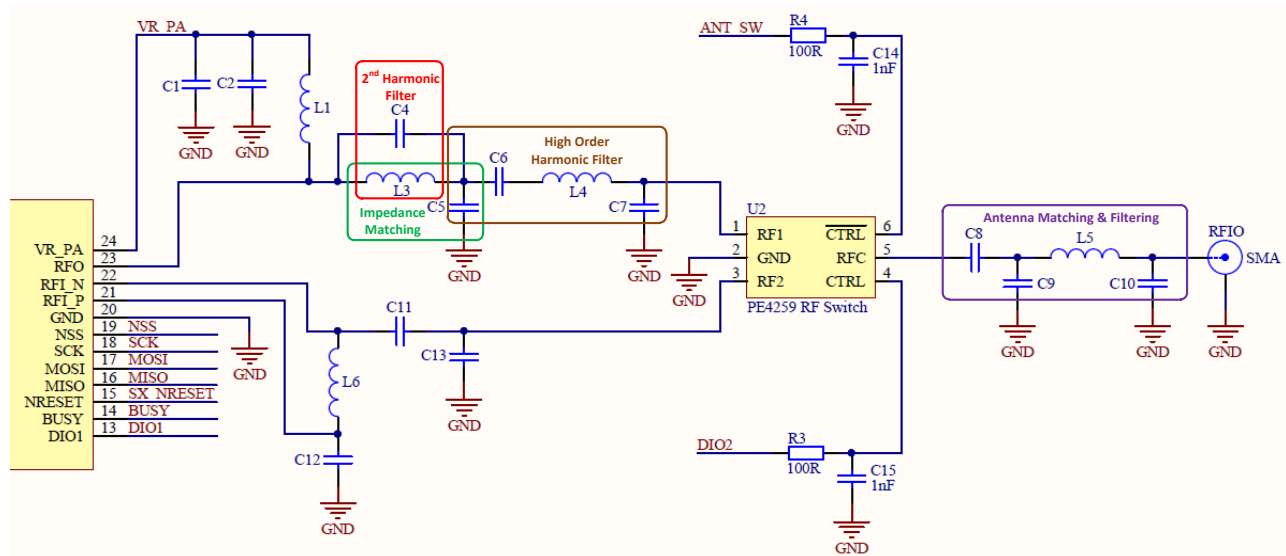 VR_PA
C1
C2
L1
2nd Harmonic
Filter
C4
L3
Impedance
Matching
C5
High Order
Harmonic Filter
C6
L4
C7
GND
GND
GND
GND
ANT_SW
R4
100R
C14
1nF
GND
U2
1 RF1 CTRL 6
2 GND RFC 5
3 RF2 CTRL 4
PE4259 RF Switch
GND
Antenna Matching & Filtering
C8
L5
C9
C10
RFIO
SMA
GND
GND
GND
VR_PA 24
RFO 23
RFI_N 22
RFI_P 21
GND 20
NSS 19 NSS
SCK 18 SCK
MOSI 17 MOSI
MISO 16 MISO
NRESET 15 SX_NRESET
BUSY 14 BUSY
DIO1 13 DIO1
GND
C11
C13
GND
L6
C12
GND
DIO2
R3
100R
C15
1nF
GND